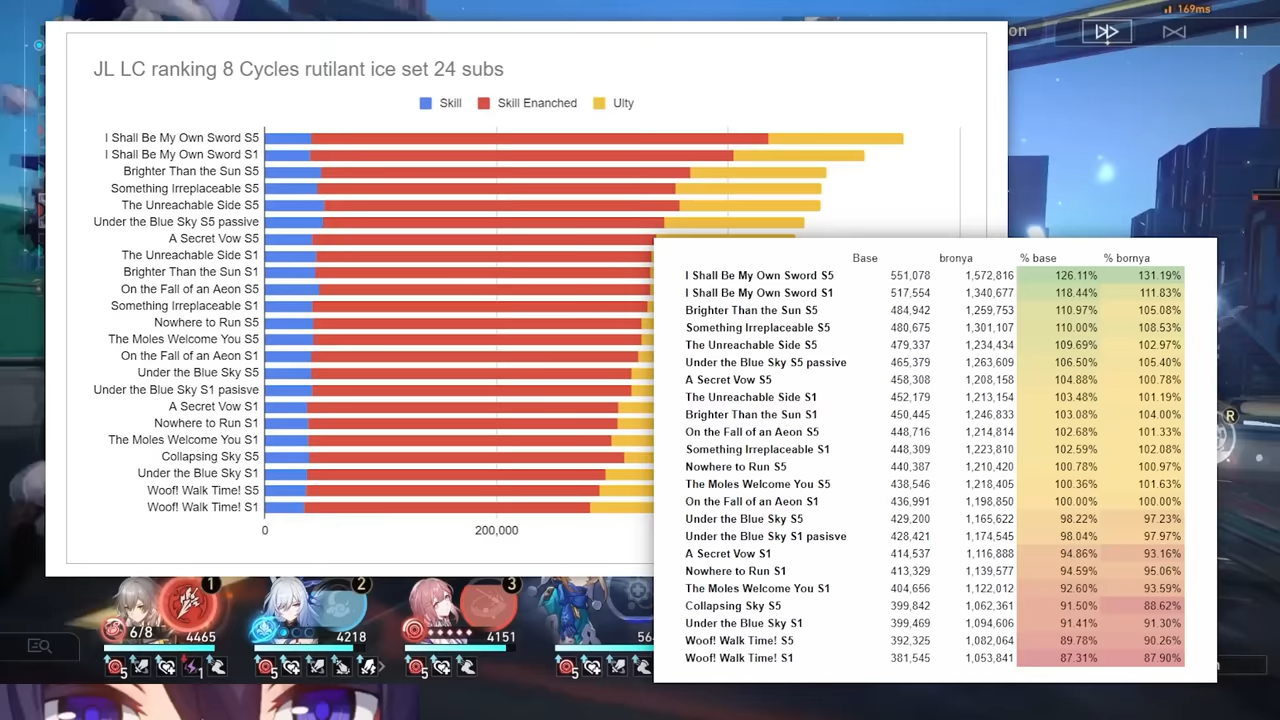 169ms
on
JL LC ranking 8 Cycles rutilant ice set 24 subs
Skill Skill Enanched Ulty
I Shall Be My Own Sword S5
I Shall Be My Own Sword S1
Brighter Than the Sun S5
Something Irreplaceable S5
The Unreachable Side S5
Under the Blue Sky S5 passive
A Secret Vow S5
The Unreachable Side S1
Brighter Than the Sun S1
On the Fall of an Aeon S5
Something Irreplaceable S1
Nowhere to Run S5
The Moles Welcome You S5
On the Fall of an Aeon S1
Under the Blue Sky S5
Under the Blue Sky S1 pasisve
A Secret Vow S1
Nowhere to Run S1
The Moles Welcome You S1
Collapsing Sky S5
Under the Blue Sky S1
Woof! Walk Time! S5
Woof! Walk Time! S1
0 200,000
Base bronya % base % bornya
I Shall Be My Own Sword S5 551,078 1,572,816 126.11% 131.19%
I Shall Be My Own Sword S1 517,554 1,340,677 118.44% 111.83%
Brighter Than the Sun S5 484,942 1,259,753 110.97% 105.08%
Something Irreplaceable S5 480,675 1,301,107 110.00% 108.53%
The Unreachable Side S5 479,337 1,234,434 109.69% 102.97%
Under the Blue Sky S5 passive 465,379 1,263,609 106.50% 105.40%
A Secret Vow S5 458,308 1,208,158 104.88% 100.78%
The Unreachable Side S1 452,179 1,213,154 103.48% 101.19%
Brighter Than the Sun S1 450,445 1,246,833 103.08% 104.00%
On the Fall of an Aeon S5 448,716 1,214,814 102.68% 101.33%
Something Irreplaceable S1 448,309 1,223,810 102.59% 102.08%
Nowhere to Run S5 440,387 1,210,420 100.78% 100.97%
The Moles Welcome You S5 438,546 1,218,405 100.36% 101.63%
On the Fall of an Aeon S1 436,991 1,198,850 100.00% 100.00%
Under the Blue Sky S5 429,200 1,165,622 98.22% 97.23%
Under the Blue Sky S1 pasisve 428,421 1,174,545 98.04% 97.97%
A Secret Vow S1 414,537 1,116,888 94.86% 93.16%
Nowhere to Run S1 413,329 1,139,577 94.59% 95.06%
The Moles Welcome You S1 404,656 1,122,012 92.60% 93.59%
Collapsing Sky S5 399,842 1,062,361 91.50% 88.62%
Under the Blue Sky S1 399,469 1,094,606 91.41% 91.30%
Woof! Walk Time! S5 392,325 1,082,064 89.78% 90.26%
Woof! Walk Time! S1 381,545 1,053,841 87.31% 87.90%
R
1 2 3
6/8 4465 4218 4151 564
5 1 5 5 5